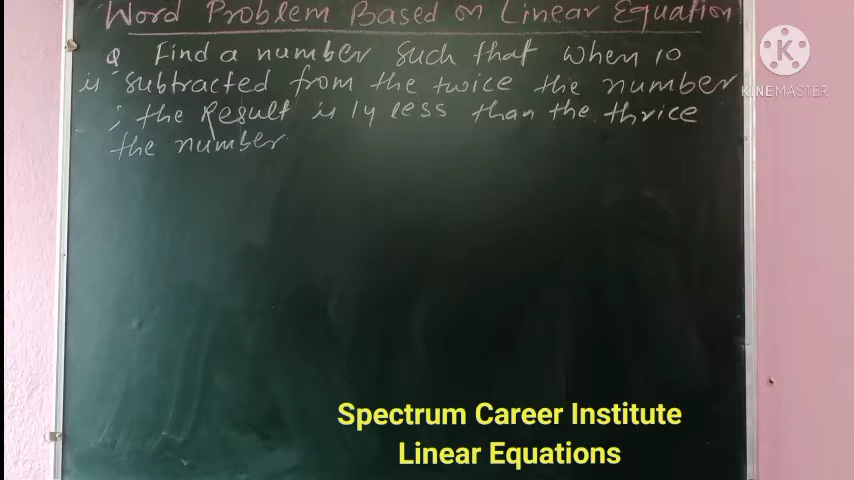 Word Problem Based on Linear Equation
Q Find a number such that when 10
is subtracted from the twice the number
; the Result is 14 less than the thrice
the number.
KINEMASTER
Spectrum Career Institute
Linear Equations